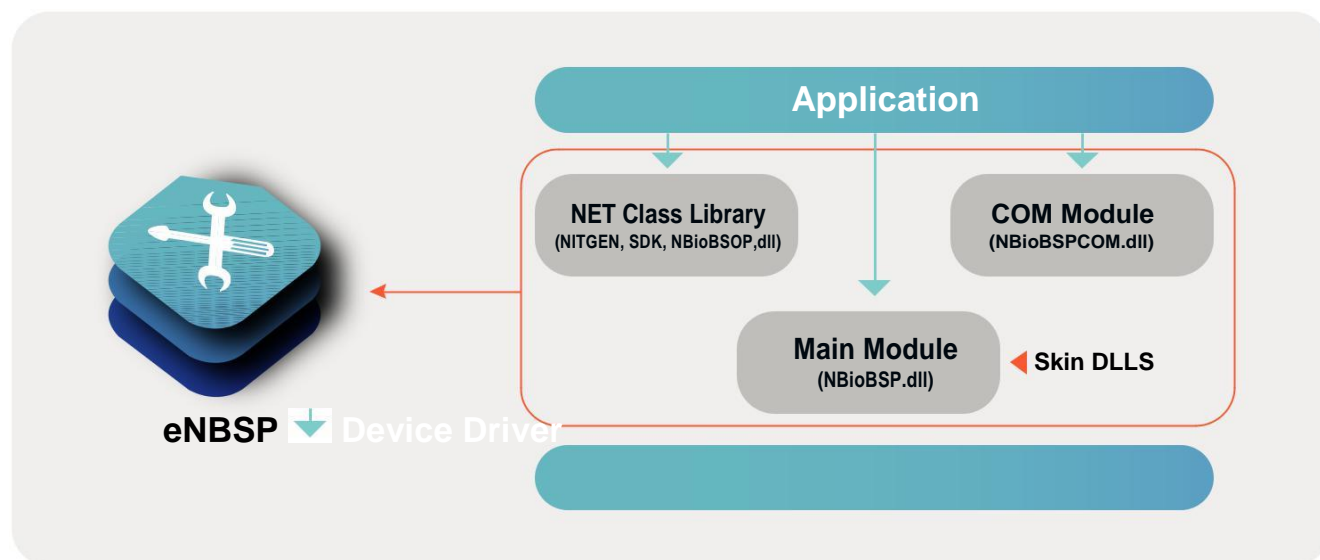 Application
NET Class Library
(NITGEN, SDK, NBioBSOP,dll)
COM Module
(NBioBSPCOM.dll)
Main Module
(NBioBSP.dll)
Skin DLLS
eNBSP Device Driver